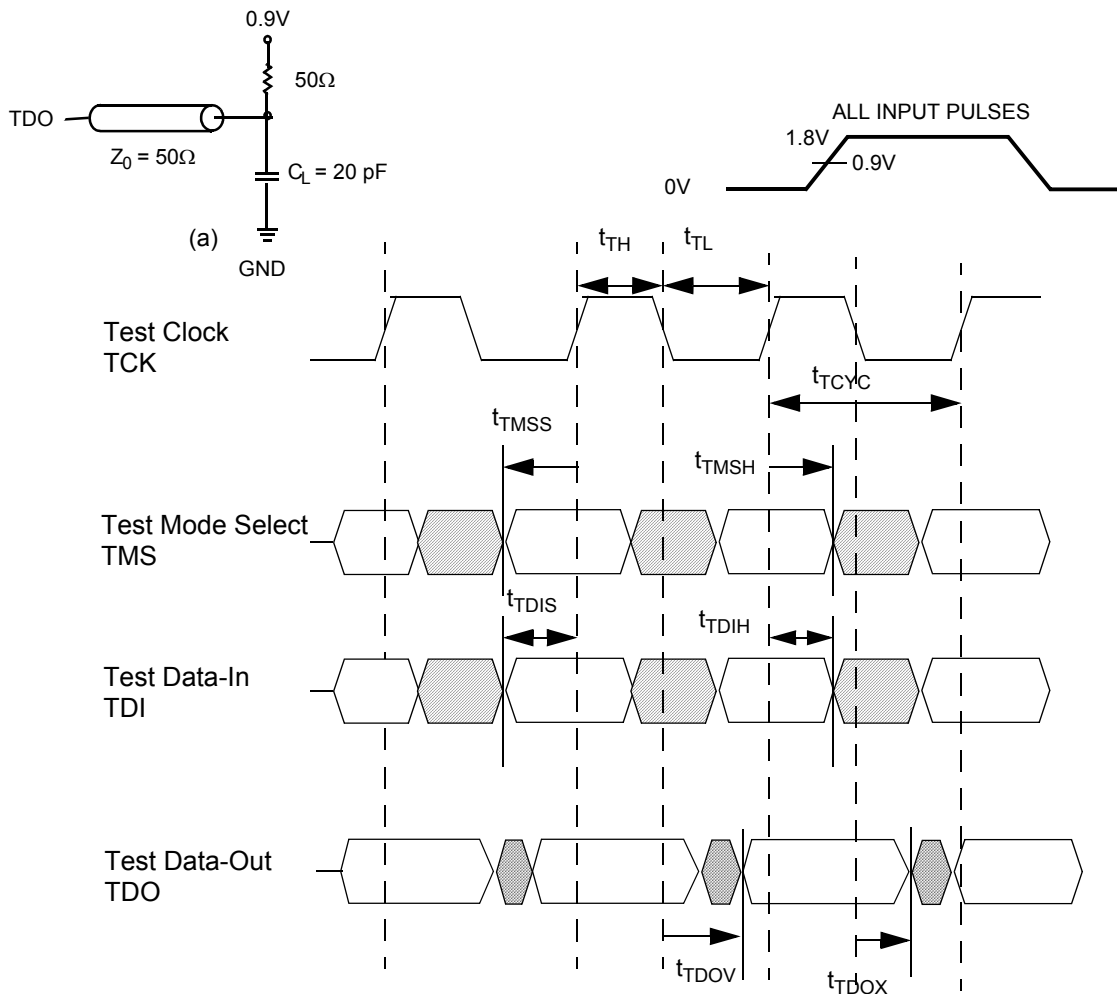 0.9V
50Ω
TDO
Z0 = 50Ω
CL = 20 pF
(a)
GND
ALL INPUT PULSES
1.8V
0.9V
0V
tTH
tTL
Test Clock
TCK
tTCYC
tTMSS
tTMSH
Test Mode Select
TMS
tTDIS
tTDIH
Test Data-In
TDI
Test Data-Out
TDO
tTDOV
tTDOX